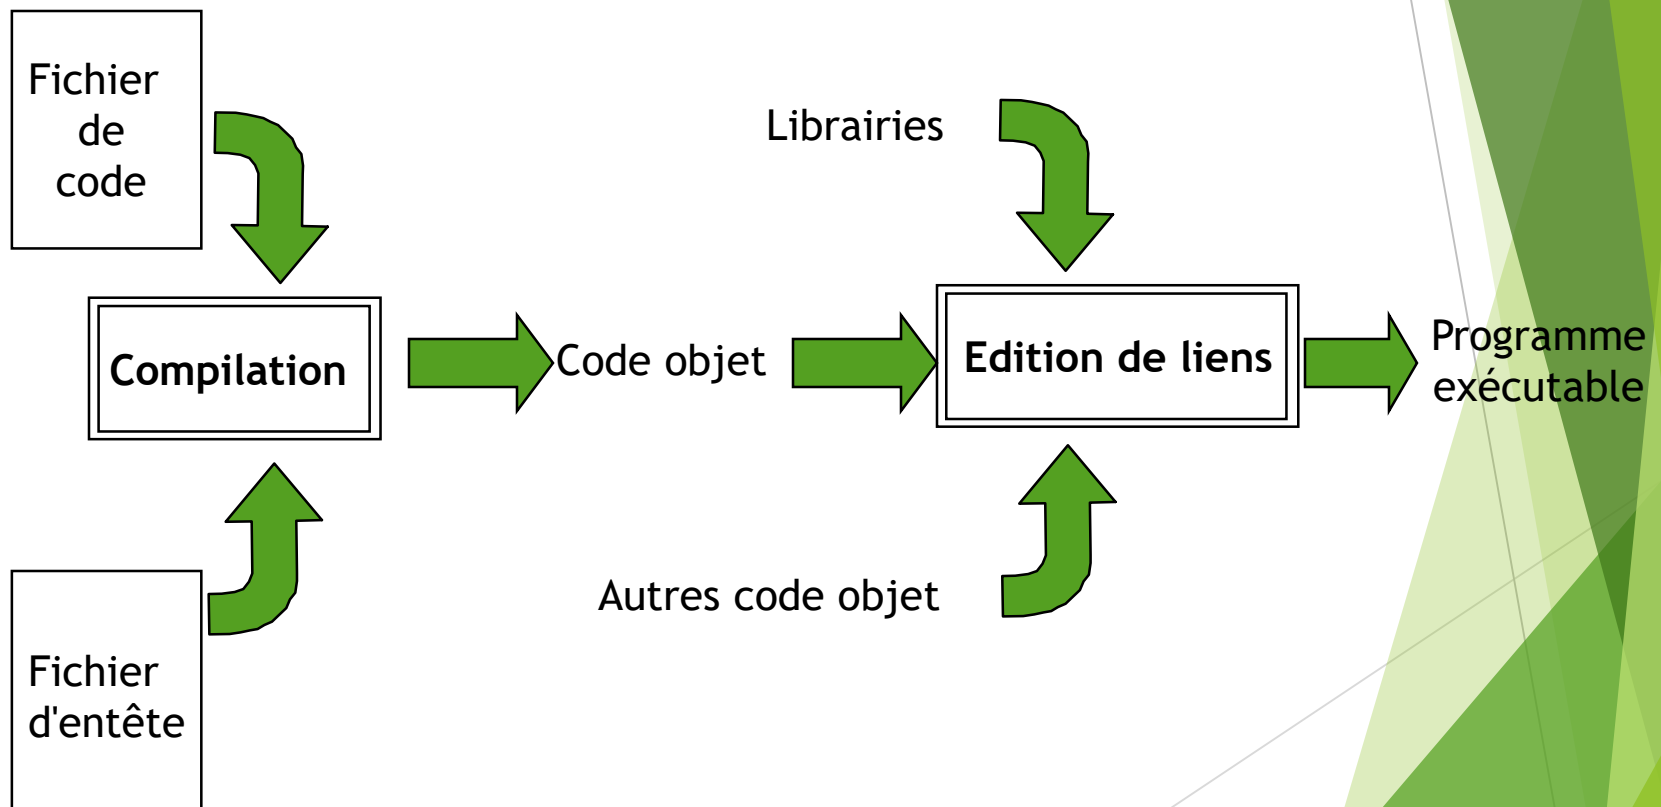 Fichier
de
code
Librairies
Compilation
Code objet
Edition de liens
Programme
exécutable
Autres code objet
Fichier
d'entête